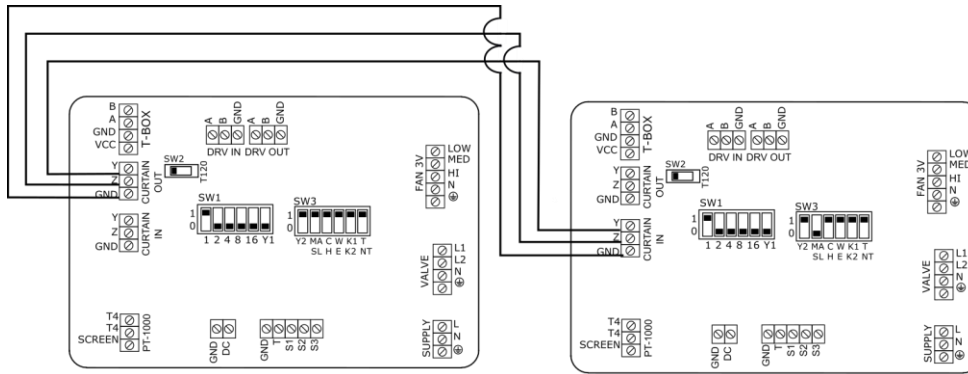 B
A
GND
VCC
T-BOX
A
B
GND
A
B
GND
DRV IN
DRV OUT
SW2
T120
Y
Z
GND
CURTAIN
OUT
Y
Z
GND
CURTAIN
IN
SW1
1
0
1 2 4 8 16 Y1
SW3
1
0
Y2 MA C W K1 T
SL H E K2 NT
FAN 3V
LOW
MED
HI
N
VALVE
L1
L2
N
T4
T4
SCREEN
PT-1000
GND
DC
GND
T
S1
S2
S3
SUPPLY
L
N
B
A
GND
VCC
T-BOX
A
B
GND
A
B
GND
DRV IN
DRV OUT
SW2
T120
Y
Z
GND
CURTAIN
OUT
Y
Z
GND
CURTAIN
IN
SW1
1
0
1 2 4 8 16 Y1
SW3
1
0
Y2 MA C W K1 T
SL H E K2 NT
FAN 3V
LOW
MED
HI
N
VALVE
L1
L2
N
T4
T4
SCREEN
PT-1000
GND
DC
GND
T
S1
S2
S3
SUPPLY
L
N